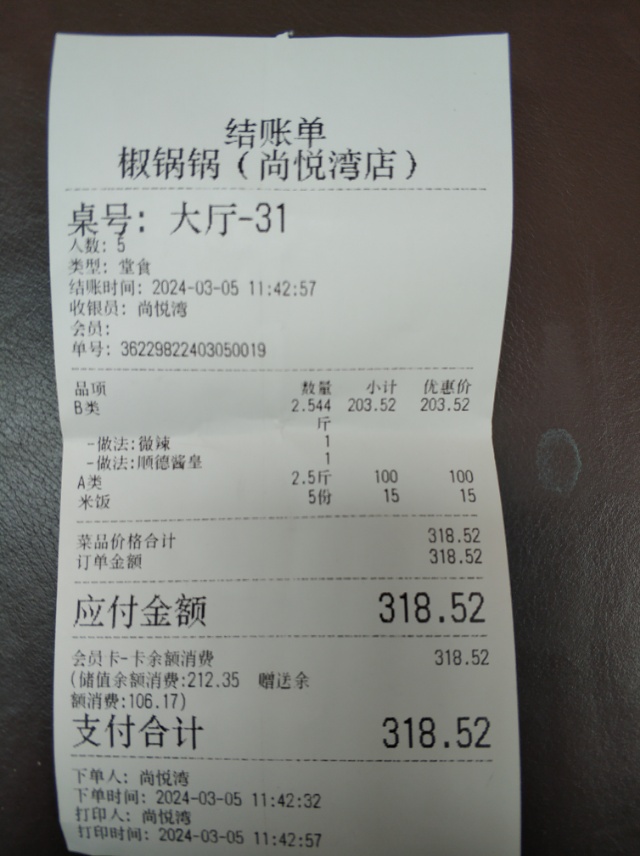 结账单
椒锅锅（尚悦湾店）
桌号: 大厅-31
人数: 5
类型: 堂食
结账时间: 2024-03-05 11:42:57
收银员: 尚悦湾
会员:
单号: 36229822403050019
品项 数量 小计 优惠价
B类 2.544 203.52 203.52
斤
-做法:微辣 1
-做法:顺德酱皇 1
A类 2.5斤 100 100
米饭 5份 15 15
菜品价格合计 318.52
订单金额 318.52
应付金额 318.52
会员卡-卡余额消费 318.52
(储值余额消费:212.35 赠送余
额消费:106.17)
支付合计 318.52
下单人: 尚悦湾
下单时间: 2024-03-05 11:42:32
打印人: 尚悦湾
打印时间: 2024-03-05 11:42:57